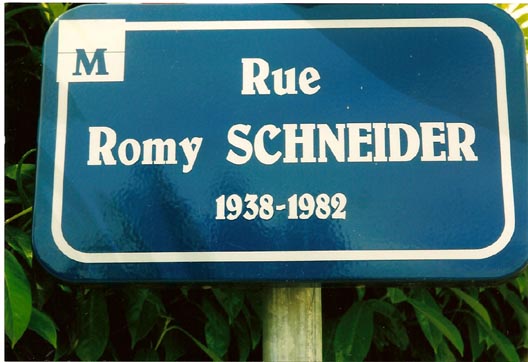 M
Rue
Romy SCHNEIDER
1938-1982